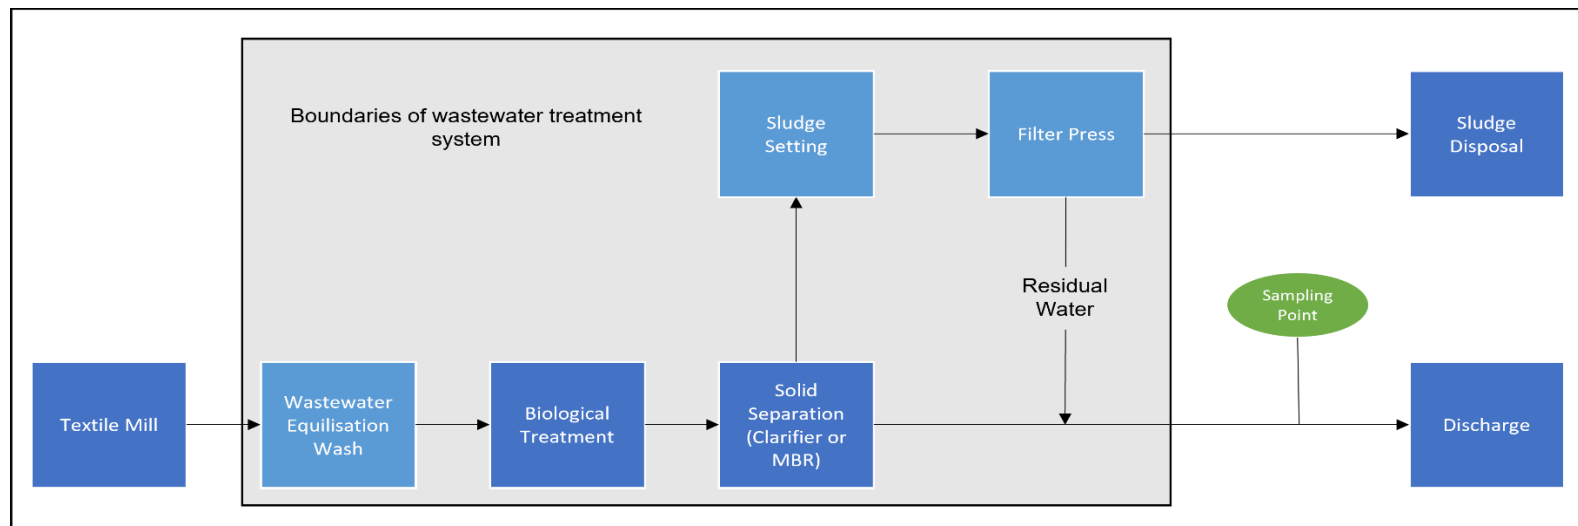 Boundaries of wastewater treatment
system
Sludge
Setting
Filter Press
Sludge
Disposal
Residual
Water
Sampling
Point
Textile Mill
Wastewater
Equilisation
Wash
Biological
Treatment
Solid
Separation
(Clarifier or
MBR)
Discharge